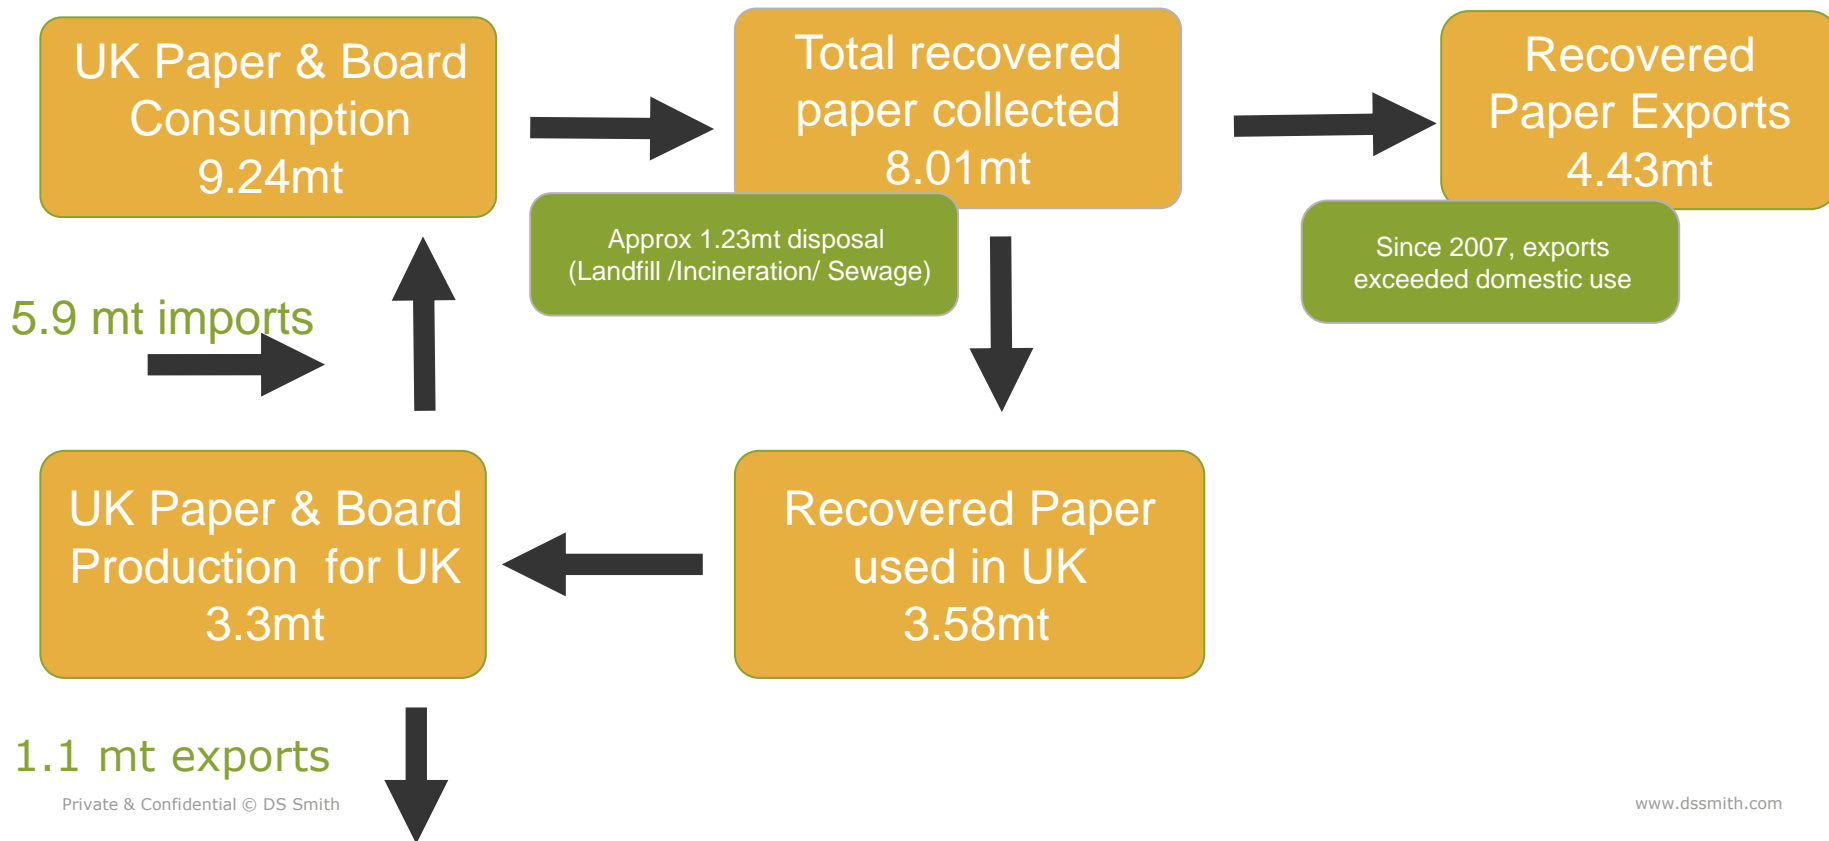 UK Paper & Board
Consumption
9.24mt
Total recovered
paper collected
8.01mt
Recovered
Paper Exports
4.43mt
Approx 1.23mt disposal
(Landfill /Incineration/ Sewage)
Since 2007, exports
exceeded domestic use
5.9 mt imports
UK Paper & Board
Production for UK
3.3mt
Recovered Paper
used in UK
3.58mt
1.1 mt exports
Private & Confidential © DS Smith
www.dssmith.com